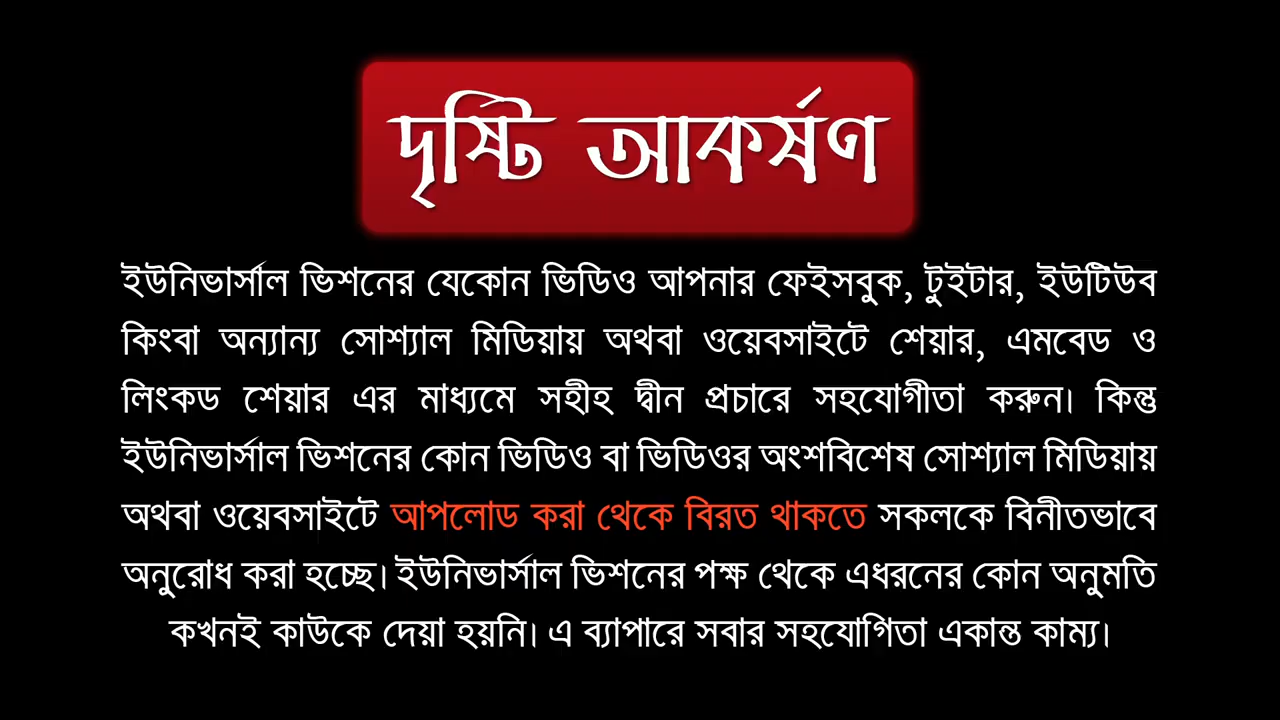 দৃষ্টি আকর্ষণ
ইউনিভার্সাল ভিশনের যেকোন ভিডিও আপনার ফেইসবুক, টুইটার, ইউটিউব
কিংবা অন্যান্য সোশ্যাল মিডিয়ায় অথবা ওয়েবসাইটে শেয়ার, এমবেড ও
লিংকড শেয়ার এর মাধ্যমে সহীহ দ্বীন প্রচারে সহযোগীতা করুন। কিন্তু
ইউনিভার্সাল ভিশনের কোন ভিডিও বা ভিডিওর অংশবিশেষ সোশ্যাল মিডিয়ায়
অথবা ওয়েবসাইটে আপলোড করা থেকে বিরত থাকতে সকলকে বিনীতভাবে
অনুরোধ করা হচ্ছে। ইউনিভার্সাল ভিশনের পক্ষ থেকে এধরনের কোন অনুমতি
কখনই কাউকে দেয়া হয়নি। এ ব্যাপারে সবার সহযোগিতা একান্ত কাম্য।